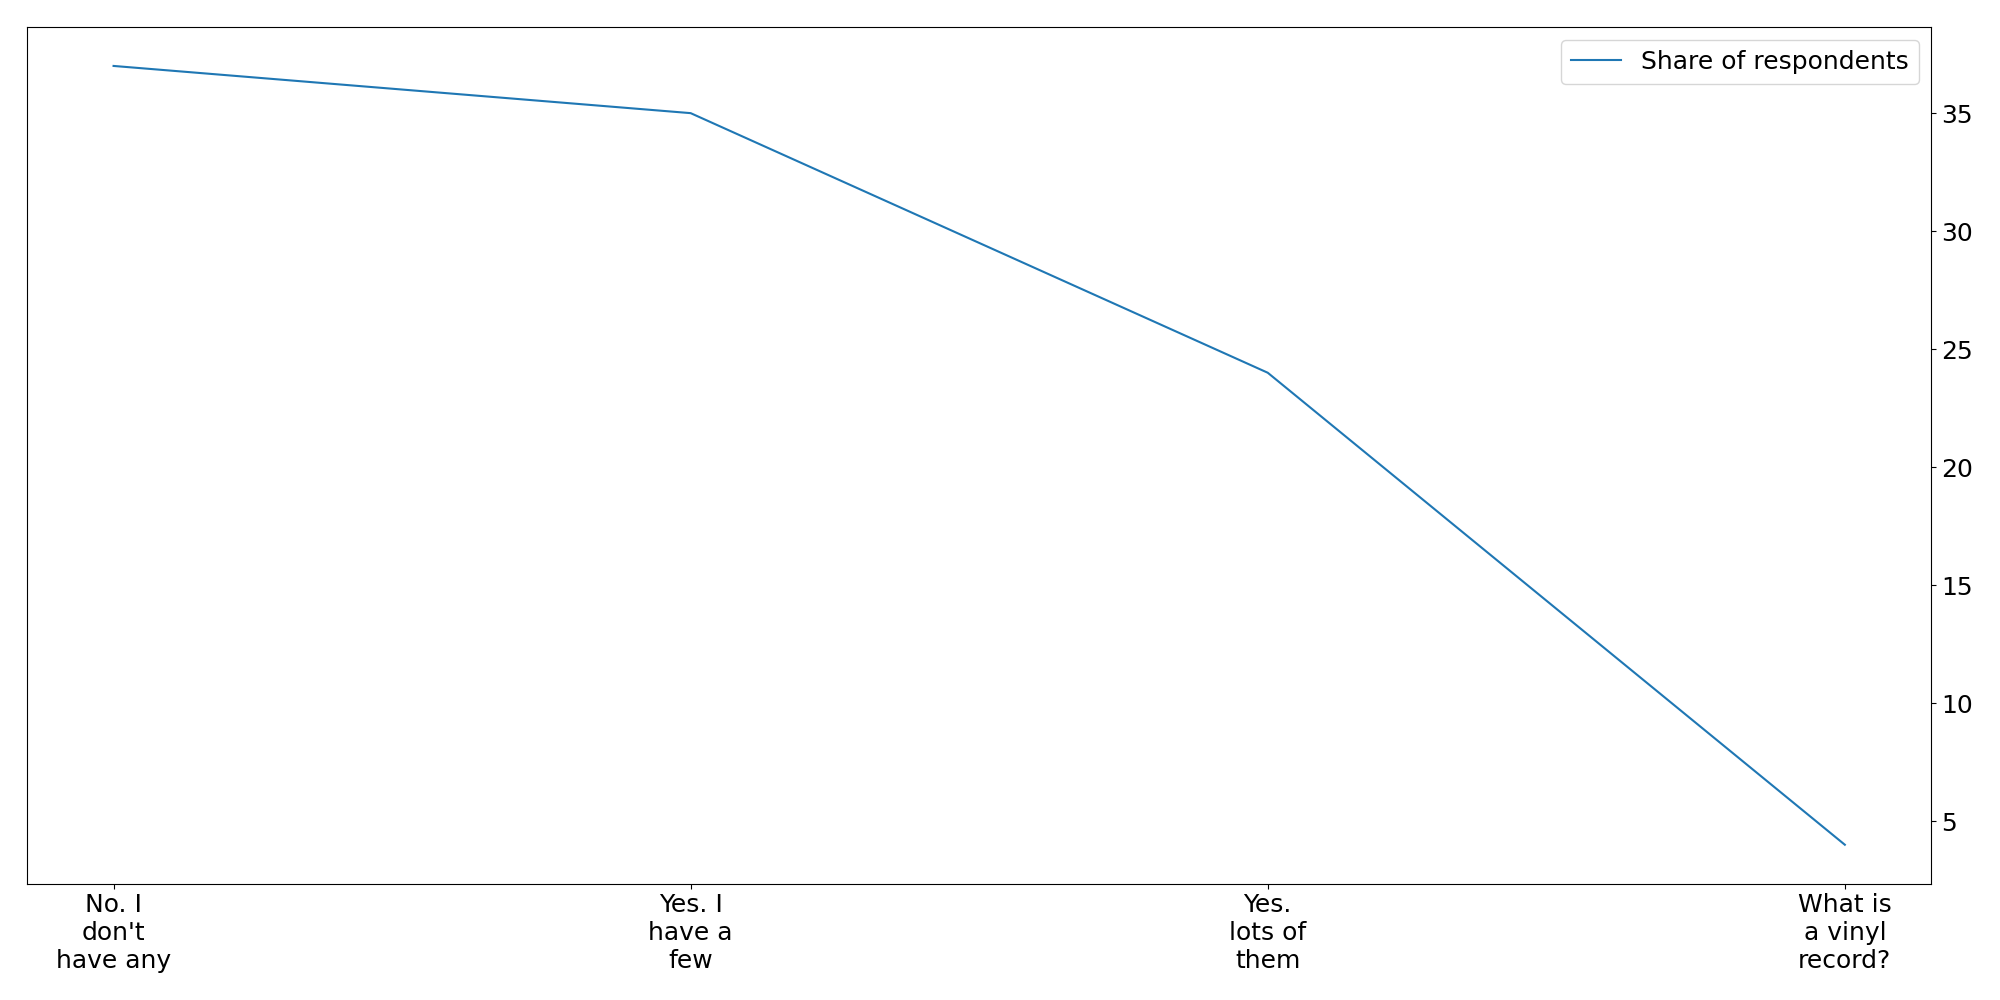 Share of respondents
35
30
25
20
15
10
5
No. I
don't
have any
Yes. I
have a
few
Yes.
lots of
them
What is
a vinyl
record?